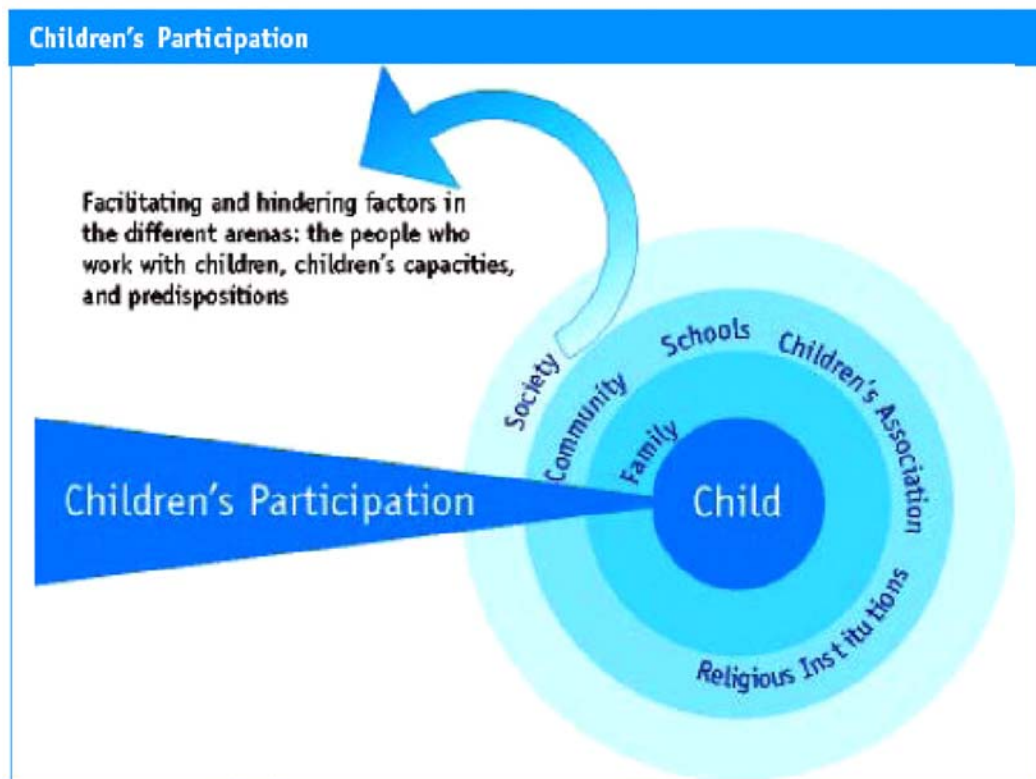 Children's Participation
Facilitating and hindering factors in
the different arenas: the people who
work with children, children's capacities,
and predispositions
Society
Community
Schools
Children's Association
Religious Institutions
Family
Child
Children's Participation